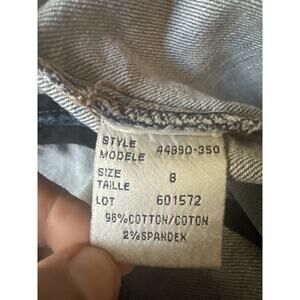 STYLE
MODELE 44890-350
SIZE
TAILLE 8
LOT 601572
98%COTTON/COTON
2%SPANDEX